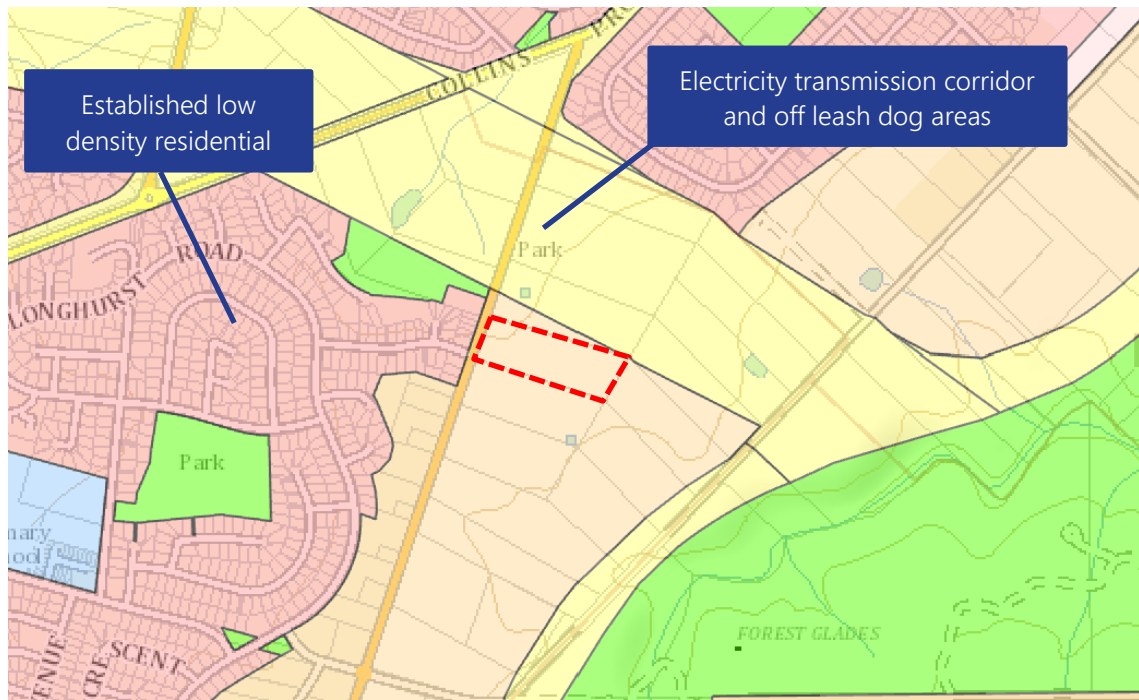 COLLINS
Established low
density residential
Electricity transmission corridor
and off leash dog areas
ROAD
LONGHURST
Park
Park
FOREST GLADES
SCENT